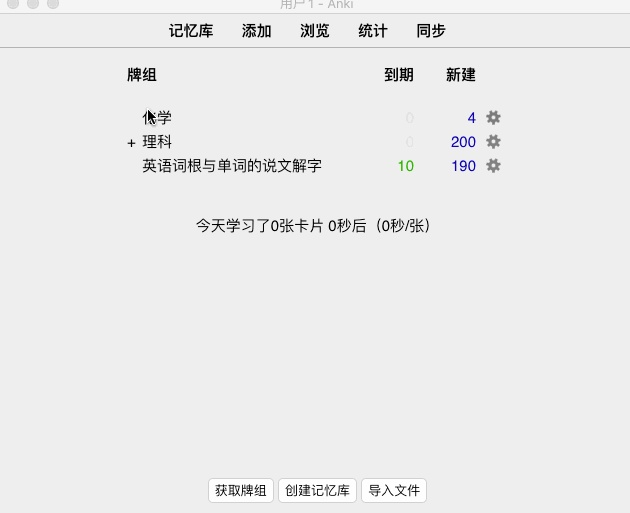 用户 1 - Anki
记忆库 添加 浏览 统计 同步
牌组 到期 新建
学 0 4
+ 理科 0 200
英语词根与单词的说文解字 10 190
今天学习了0张卡片 0秒后（0秒/张）
获取牌组 创建记忆库 导入文件